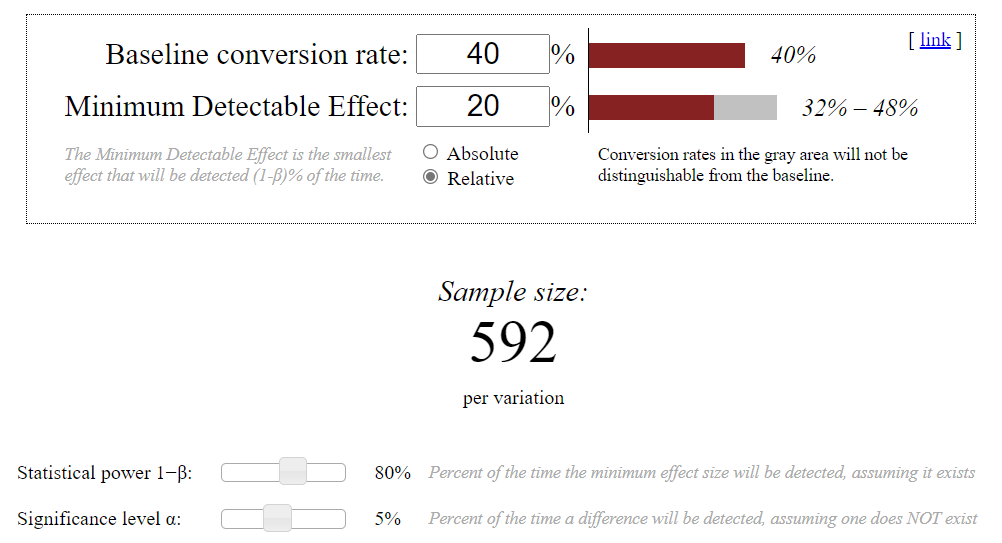 [ link ]
Baseline conversion rate: 40 % 40%
Minimum Detectable Effect: 20 % 32% – 48%
The Minimum Detectable Effect is the smallest
effect that will be detected (1-β)% of the time.
Absolute
Relative
Conversion rates in the gray area will not be
distinguishable from the baseline.
Sample size:
592
per variation
Statistical power 1−β: 80% Percent of the time the minimum effect size will be detected, assuming it exists
Significance level α: 5% Percent of the time a difference will be detected, assuming one does NOT exist